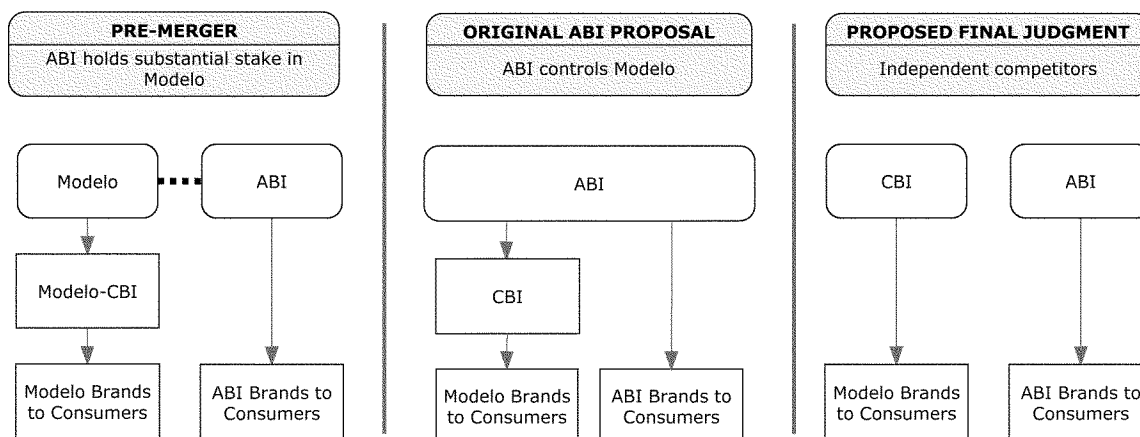 PRE-MERGER
ABI holds substantial stake in
Modelo
Modelo
ABI
Modelo-CBI
Modelo Brands
to Consumers
ABI Brands to
Consumers
ORIGINAL ABI PROPOSAL
ABI controls Modelo
ABI
CBI
Modelo Brands
to Consumers
ABI Brands to
Consumers
PROPOSED FINAL JUDGMENT
Independent competitors
CBI
ABI
Modelo Brands
to Consumers
ABI Brands to
Consumers